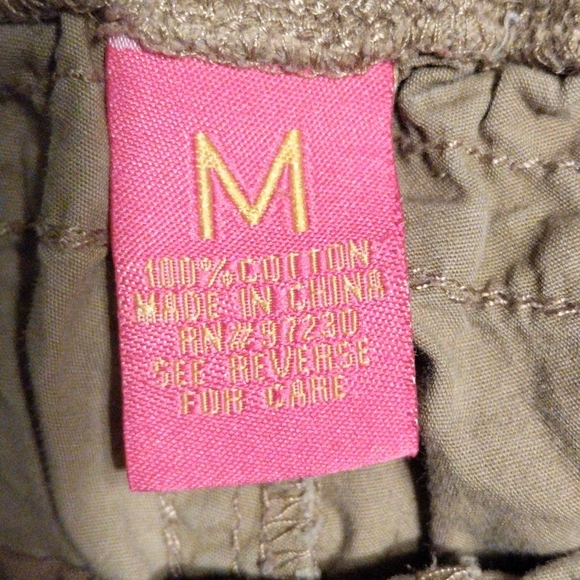 M
100% COTTON
MADE IN CHINA
RN# 97230
SEE REVERSE
FOR CARE